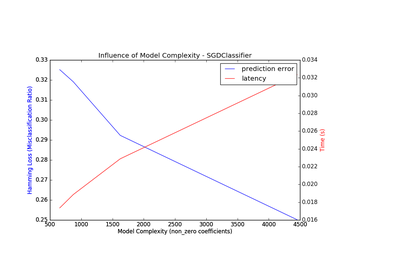 Influence of Model Complexity - SGDClassifier
prediction error
latency
Hamming Loss (Misclassification Ratio)
0.33
0.32
0.31
0.30
0.29
0.28
0.27
0.26
0.25
0.034
0.032
0.030
0.028
0.026
0.024
0.022
0.020
0.018
0.016
Time (s)
500 1000 1500 2000 2500 3000 3500 4000 4500
Model Complexity (non_zero coefficients)